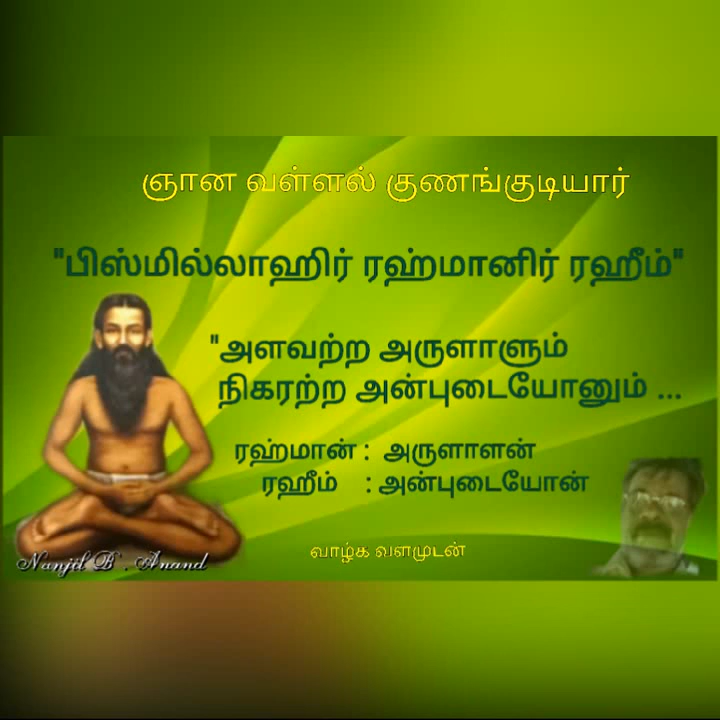 ஞான வள்ளல் குணங்குடியார்
"பிஸ்மில்லாஹிர் ரஹ்மானிர் ரஹீம்"
"அளவற்ற அருளாளும்
நிகரற்ற அன்புடையோனும் ...
ரஹ்மான் : அருளாளன்
ரஹீம் : அன்புடையோன்
வாழ்க வளமுடன்
Nanjil B . Anand